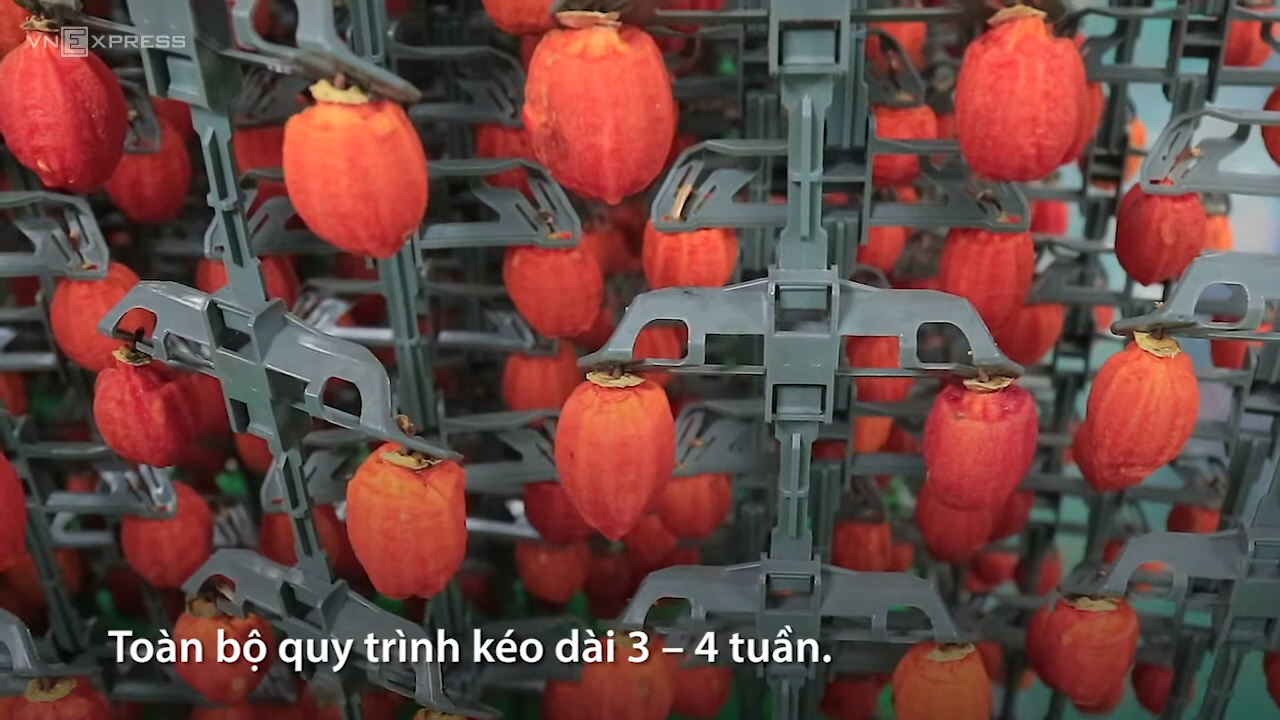 VNEXPRESS
Toàn bộ quy trình kéo dài 3 – 4 tuần.